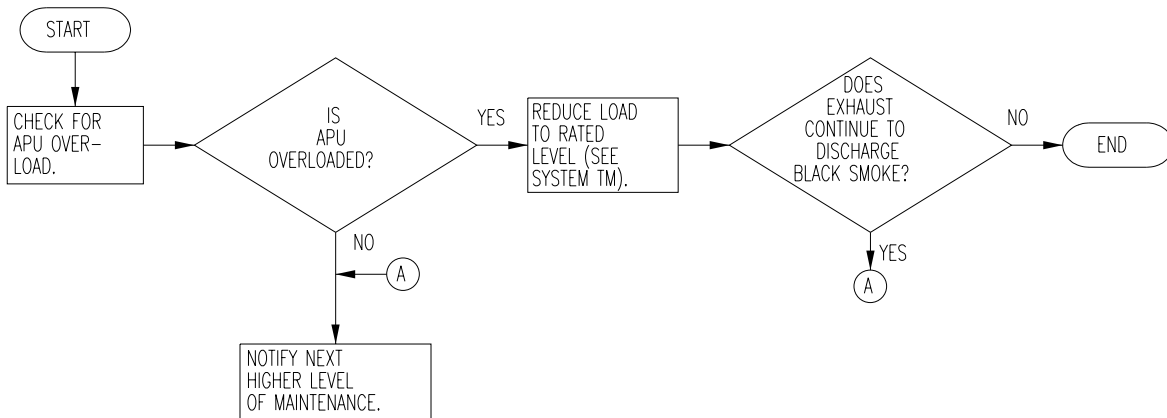 START
CHECK FOR
APU OVER-
LOAD.
IS
APU
OVERLOADED?
YES
REDUCE LOAD
TO RATED
LEVEL (SEE
SYSTEM TM).
DOES
EXHAUST
CONTINUE TO
DISCHARGE
BLACK SMOKE?
NO
END
NO
A
YES
A
NOTIFY NEXT
HIGHER LEVEL
OF MAINTENANCE.